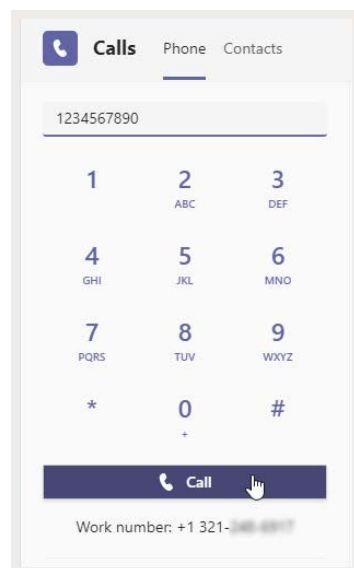 Calls Phone Contacts
1234567890
1 2 3
ABC DEF
4 5 6
GHI JKL MNO
7 8 9
PQRS TUV WXYZ
* 0 #
+
Call
Work number: +1 321-